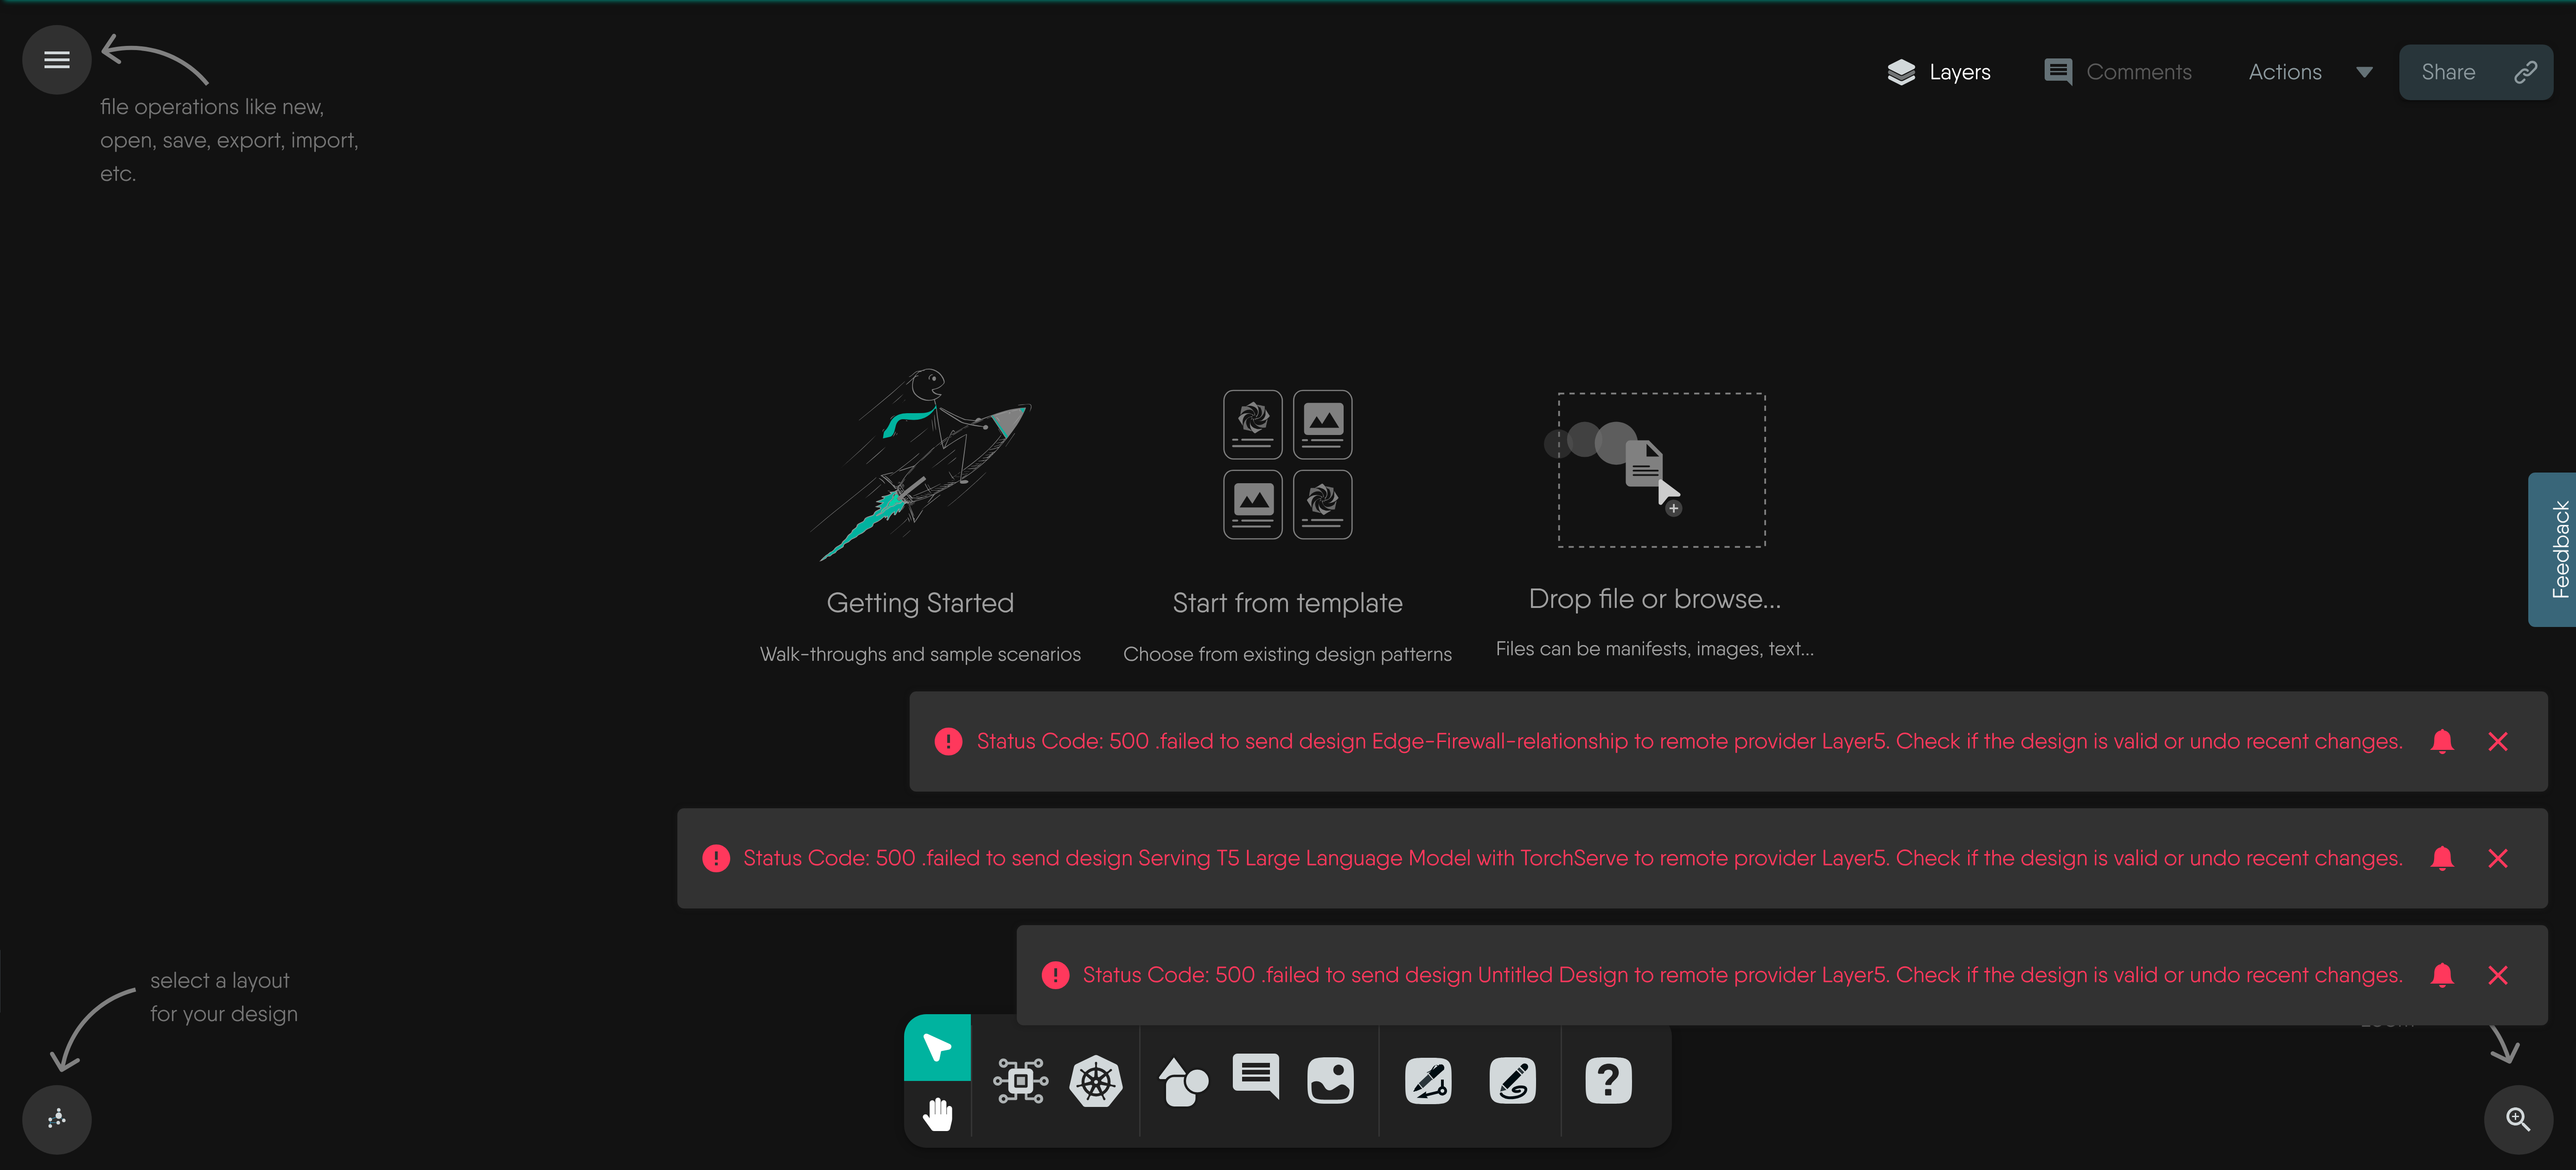 file operations like new,
open, save, export, import,
etc.
Layers
Comments
Actions
Share
Feedback
Getting Started
Walk-throughs and sample scenarios
Start from template
Choose from existing design patterns
Drop file or browse...
Files can be manifests, images, text...
Status Code: 500 .failed to send design Edge-Firewall-relationship to remote provider Layer5. Check if the design is valid or undo recent changes.
Status Code: 500 .failed to send design Serving T5 Large Language Model with TorchServe to remote provider Layer5. Check if the design is valid or undo recent changes.
Status Code: 500 .failed to send design Untitled Design to remote provider Layer5. Check if the design is valid or undo recent changes.
select a layout
for your design